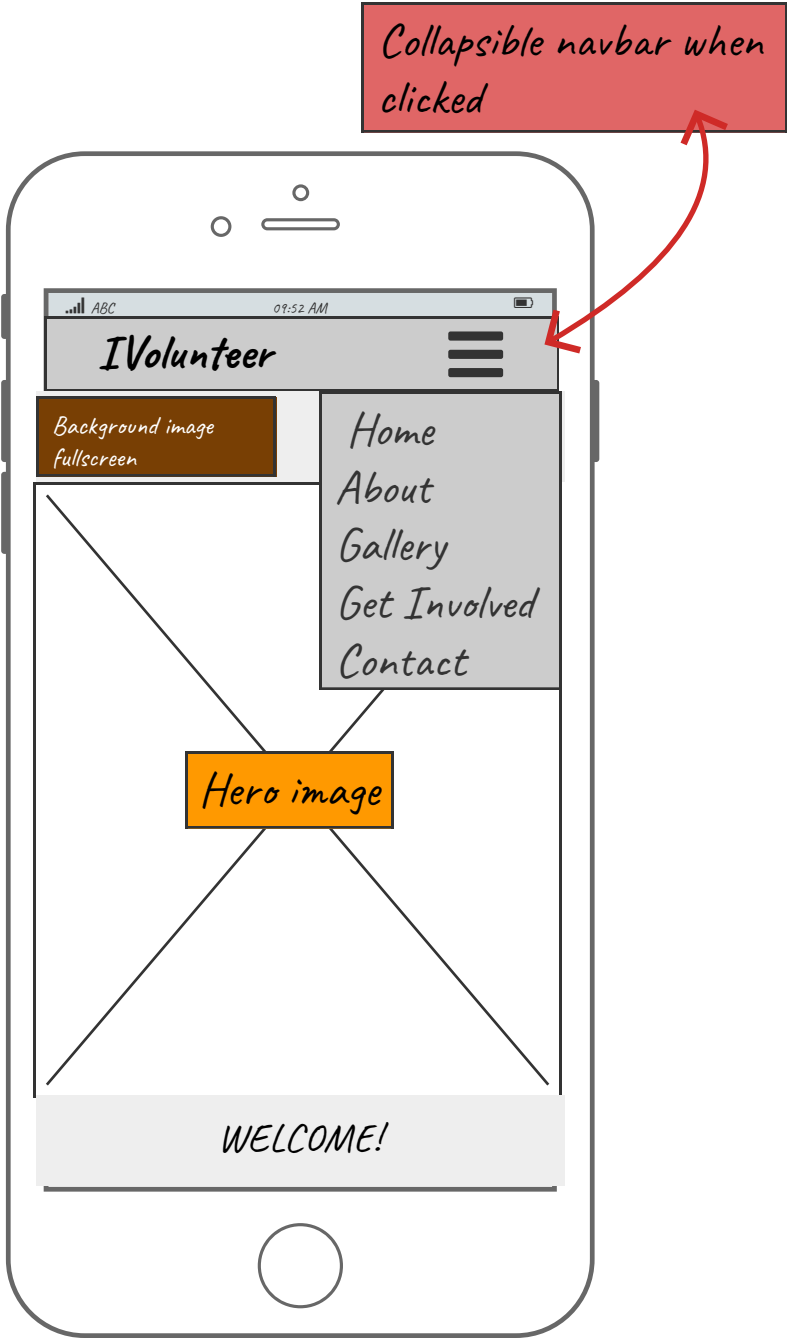 Collapsible navbar when
clicked
ABC
09:52 AM
IVolunteer
Background image
fullscreen
Home
About
Gallery
Get Involved
Contact
Hero image
WELCOME!